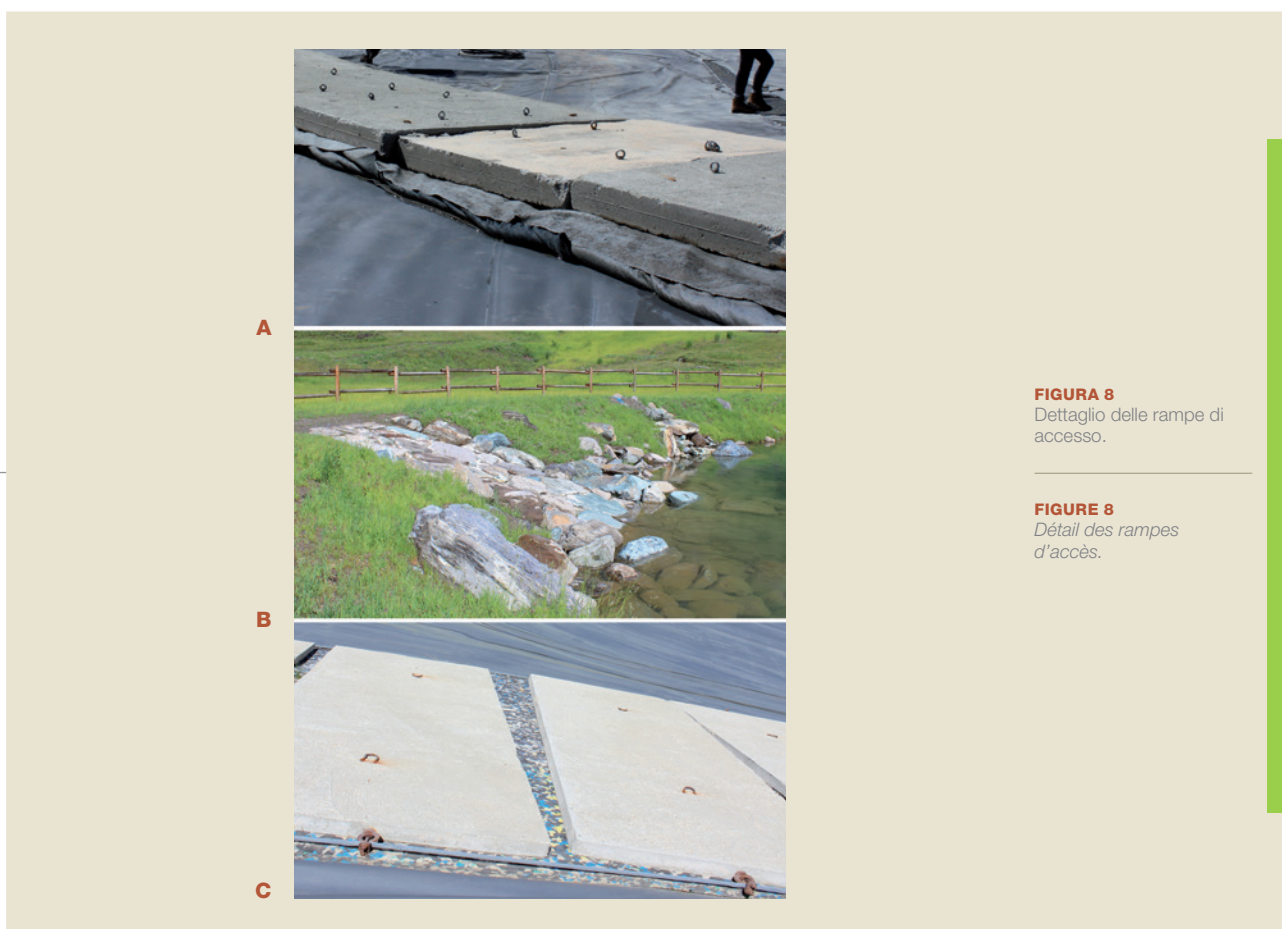 A
B
C
FIGURA 8
Dettaglio delle rampe di
accesso.
FIGURE 8
Détail des rampes
d'accès.